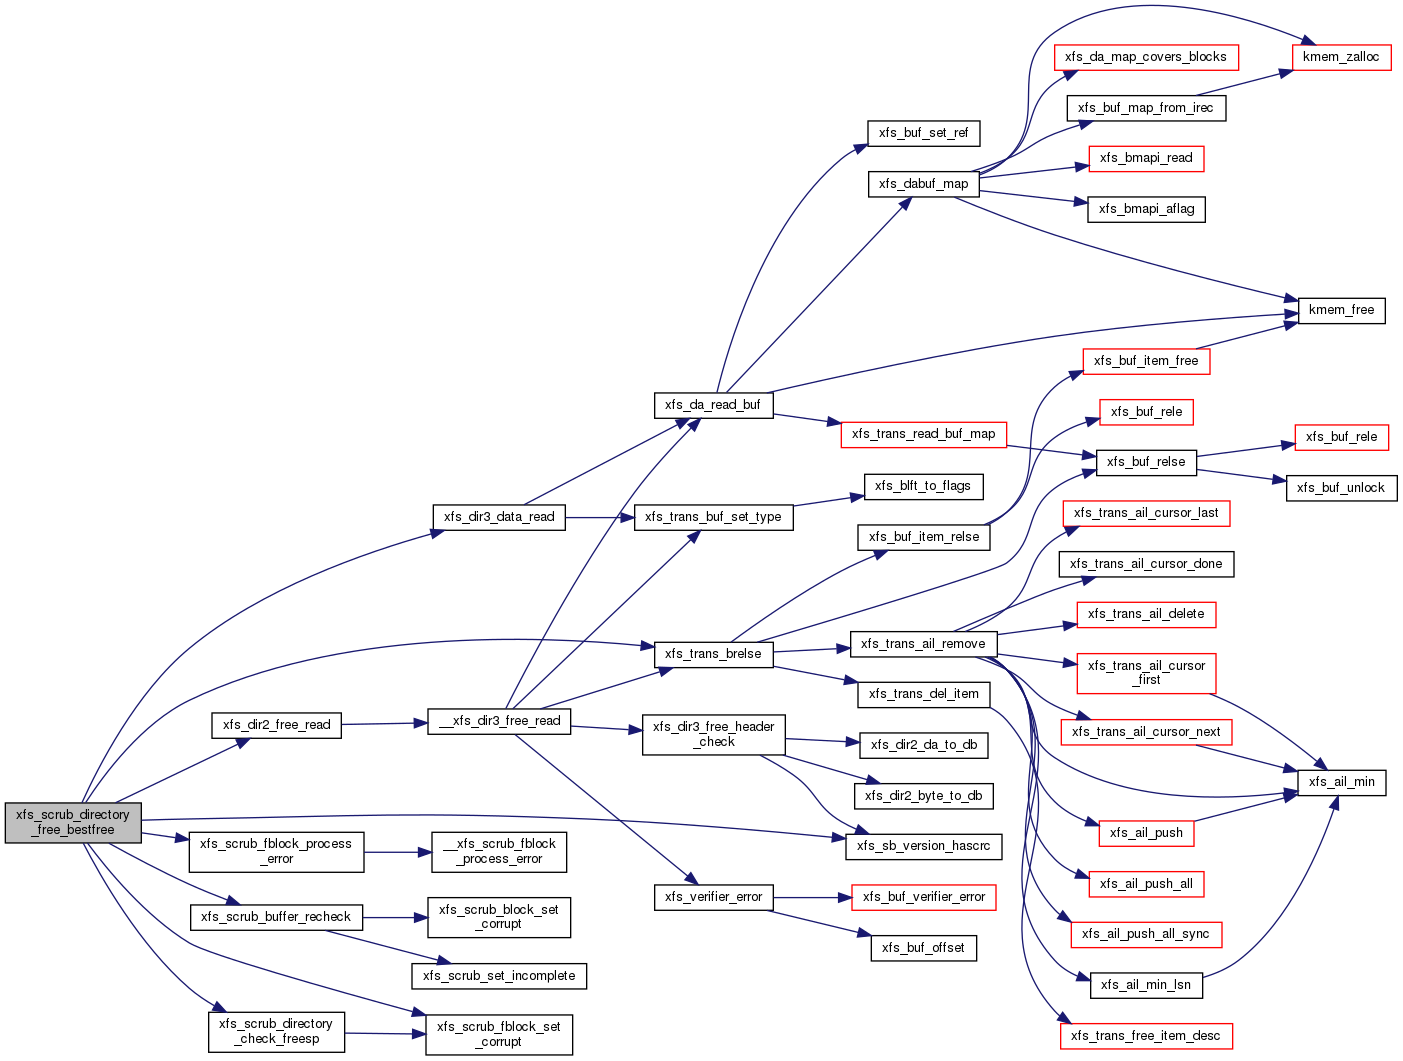 xfs_da_map_covers_blocks
kmem_zalloc
xfs_buf_map_from_irec
xfs_buf_set_ref
xfs_bmapi_read
xfs_dabuf_map
xfs_bmapi_aflag
kmem_free
xfs_buf_item_free
xfs_da_read_buf
xfs_buf_rele
xfs_trans_read_buf_map
xfs_buf_rele
xfs_buf_relse
xfs_blft_to_flags
xfs_buf_unlock
xfs_dir3_data_read
xfs_trans_buf_set_type
xfs_trans_ail_cursor_last
xfs_buf_item_relse
xfs_trans_ail_cursor_done
xfs_trans_ail_delete
xfs_trans_ail_remove
xfs_trans_brelse
xfs_trans_ail_cursor
_first
xfs_trans_del_item
xfs_dir2_free_read
__xfs_dir3_free_read
xfs_dir3_free_header
_check
xfs_trans_ail_cursor_next
xfs_dir2_da_to_db
xfs_ail_min
xfs_dir2_byte_to_db
xfs_scrub_directory
_free_bestfree
xfs_ail_push
xfs_sb_version_hascrc
xfs_scrub_fblock_process
_error
__xfs_scrub_fblock
_process_error
xfs_ail_push_all
xfs_verifier_error
xfs_buf_verifier_error
xfs_scrub_buffer_recheck
xfs_scrub_block_set
_corrupt
xfs_ail_push_all_sync
xfs_buf_offset
xfs_scrub_set_incomplete
xfs_ail_min_lsn
xfs_scrub_directory
_check_freesp
xfs_scrub_fblock_set
_corrupt
xfs_trans_free_item_desc